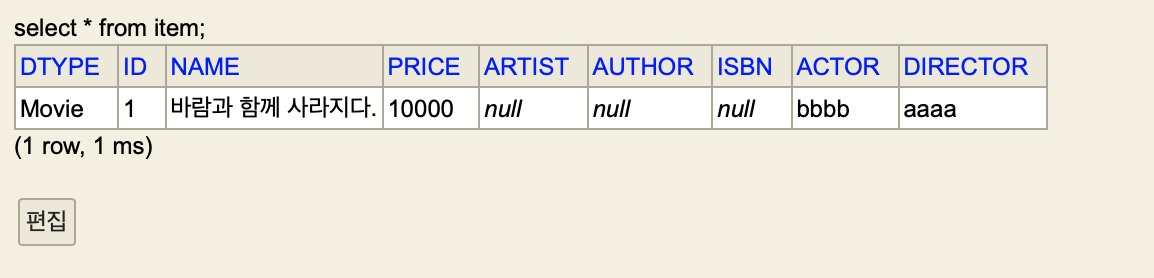 select * from item;
DTYPE ID NAME PRICE ARTIST AUTHOR ISBN ACTOR DIRECTOR
Movie 1 바람과 함께 사라지다. 10000 null null null bbbb aaaa
(1 row, 1 ms)
편집